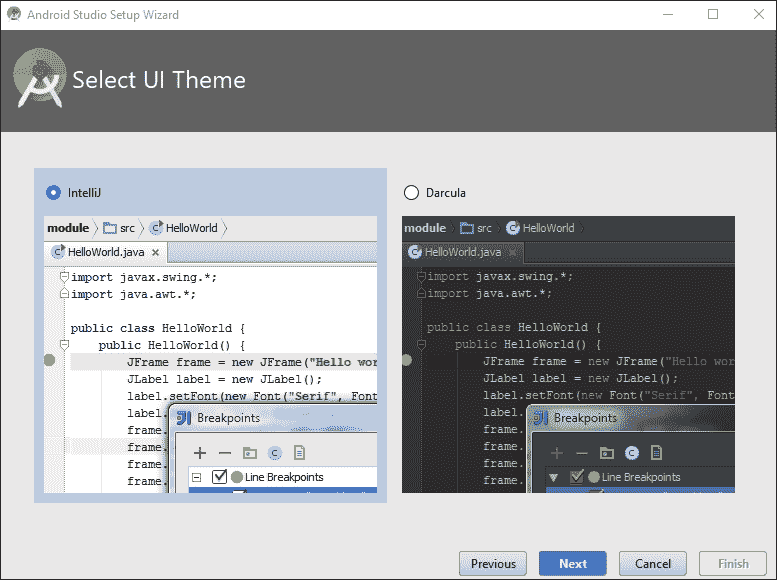 Android Studio Setup Wizard
Select UI Theme
IntelliJ
module src HelloWorld
HelloWorld.java
import javax.swing.*;
import java.awt.*;
public class HelloWorld {
public HelloWorld() {
JFrame frame = new JFrame("Hello wor
JLabel label = new JLabel();
label.setFont(new Font("Serif", Font
label.
frame.
frame.
frame.
frame.
Breakpoints
Line Breakpoints
Darcula
module src HelloWorld
HelloWorld.java
import javax.swing.*;
import java.awt.*;
public class HelloWorld {
public HelloWorld() {
JFrame frame = new JFrame("Hello wor
JLabel label = new JLabel();
label.setFont(new Font("Serif", Font
label.
frame.
frame.
frame.
frame.
Breakpoints
Line Breakpoints
Previous Next Cancel Finish